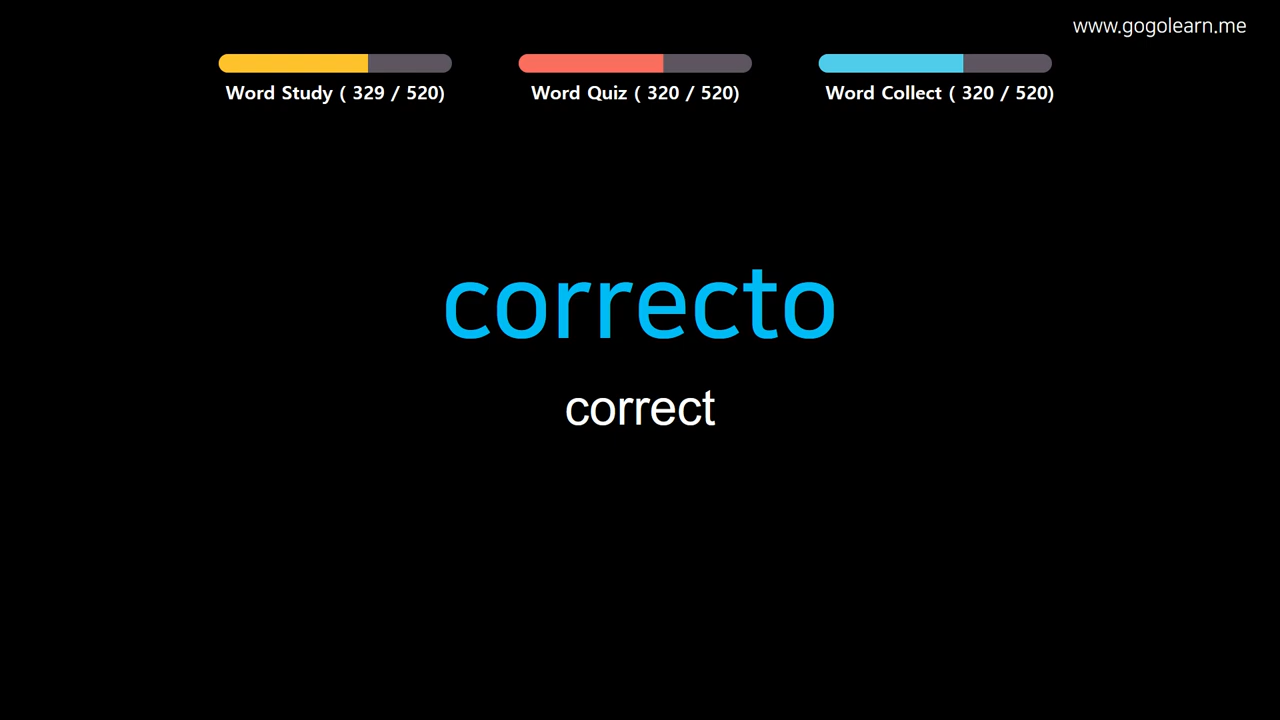 www.gogolearn.me
Word Study ( 329 / 520)
Word Quiz ( 320 / 520)
Word Collect ( 320 / 520)
correcto
correct